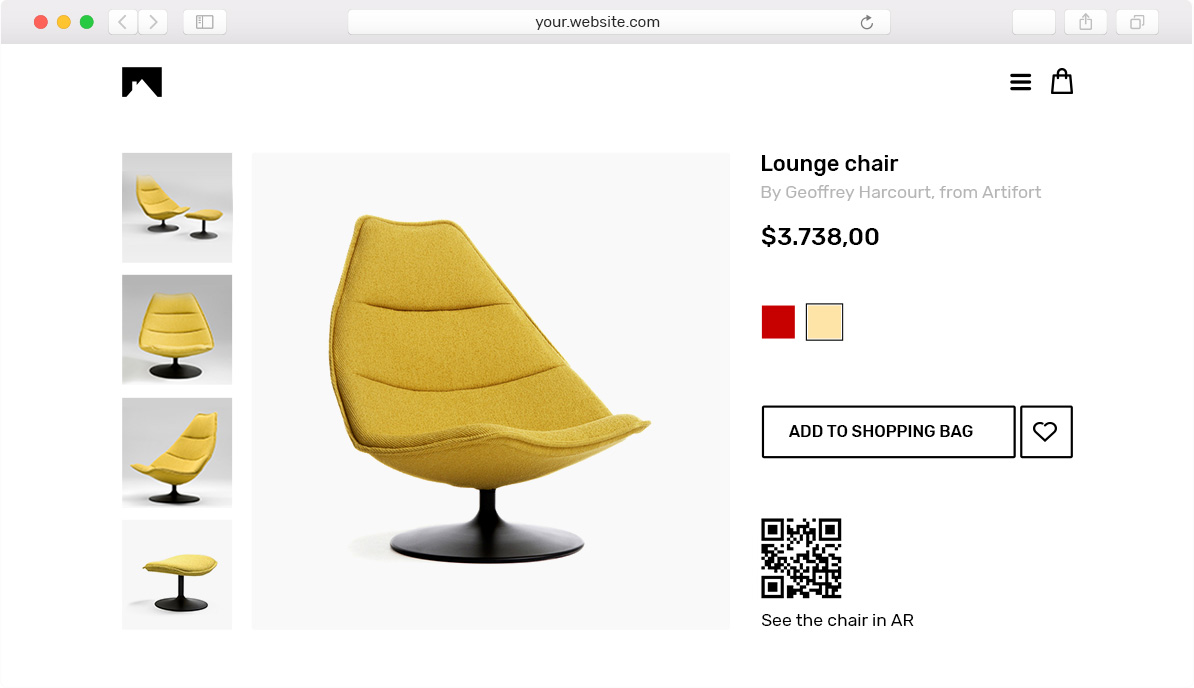 your.website.com
Lounge chair
By Geoffrey Harcourt, from Artifort
$3.738,00
ADD TO SHOPPING BAG
See the chair in AR